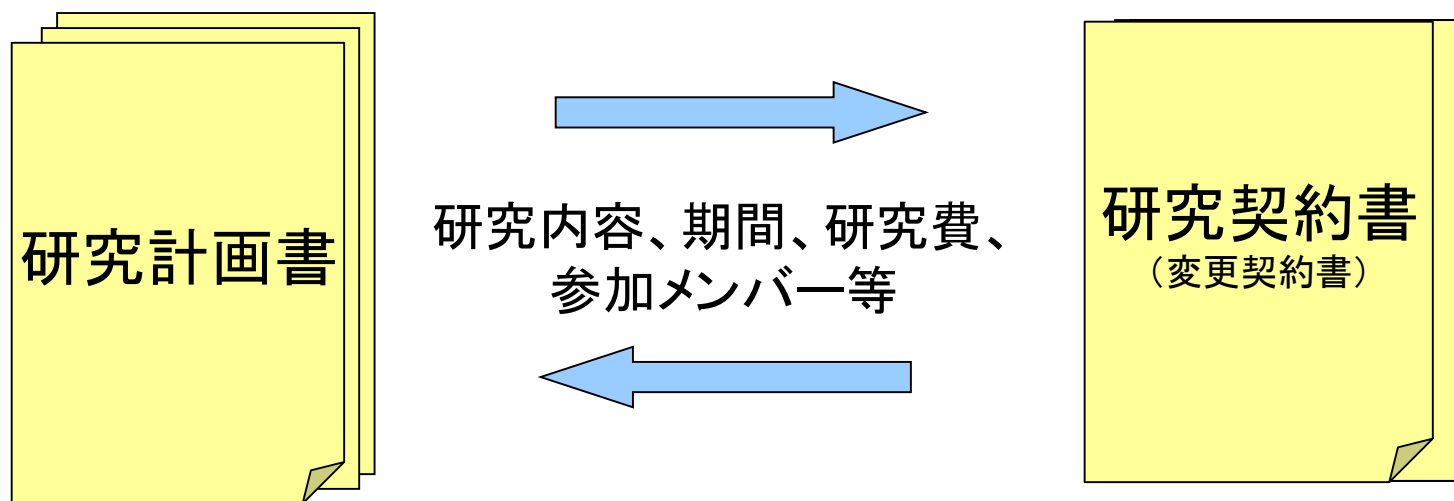 研究計画書
研究内容、期間、研究費、
参加メンバー等
研究契約書
（変更契約書）